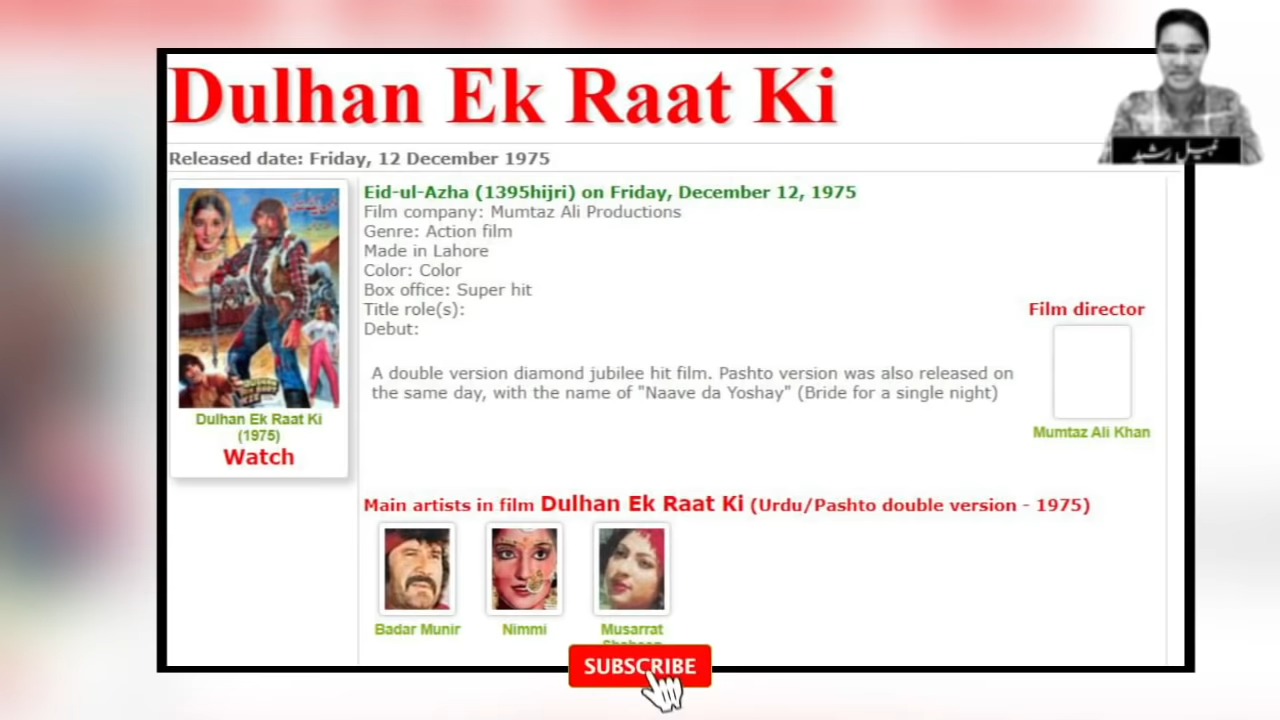 Dulhan Ek Raat Ki
نبیل رشید
Released date: Friday, 12 December 1975
Eid-ul-Azha (1395hijri) on Friday, December 12, 1975
Film company: Mumtaz Ali Productions
Genre: Action film
Made in Lahore
Color: Color
Box office: Super hit
Title role(s):
Debut:
A double version diamond jubilee hit film. Pashto version was also released on
the same day, with the name of "Naave da Yoshay" (Bride for a single night)
Film director
Mumtaz Ali Khan
Dulhan Ek Raat Ki
(1975)
Watch
Main artists in film Dulhan Ek Raat Ki (Urdu/Pashto double version - 1975)
Badar Munir
Nimmi
Musarrat
SUBSCRIBE